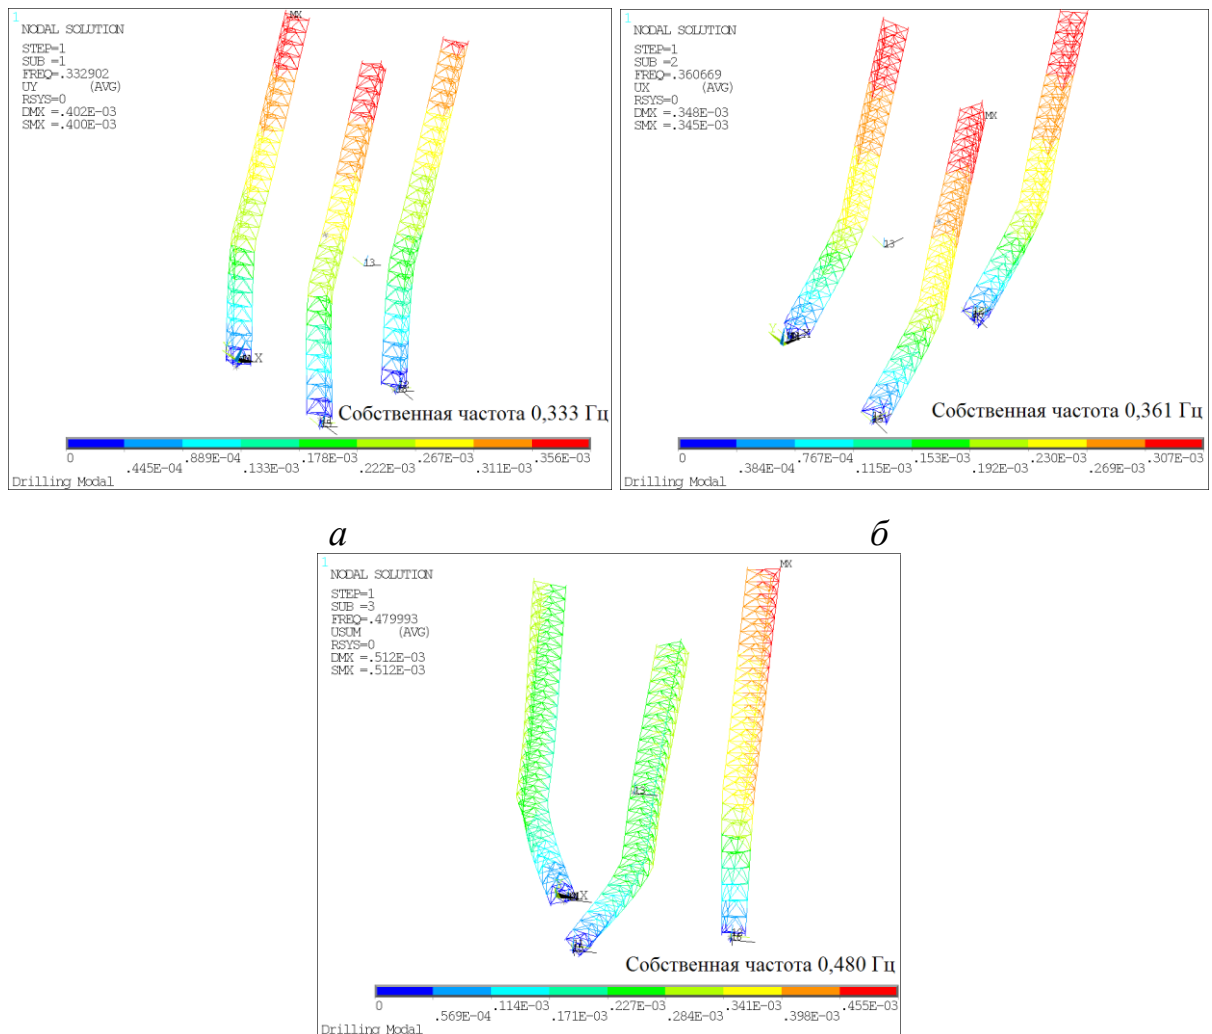 1
NODAL SOLUTION
STEP=1
SUB =1
FREQ=.332902
UY (AVG)
RSYS=0
DMX =.402E-03
SMX =.400E-03
MX
13
X
Собственная частота 0,333 Гц
0 .889E-04 .178E-03 .267E-03 .356E-03
.445E-04 .133E-03 .222E-03 .311E-03
Drilling Modal
1
NODAL SOLUTION
STEP=1
SUB =2
FREQ=.360669
UX (AVG)
RSYS=0
DMX =.348E-03
SMX =.345E-03
MX
13
Собственная частота 0,361 Гц
0 .767E-04 .153E-03 .230E-03 .307E-03
.384E-04 .115E-03 .192E-03 .269E-03
Drilling Modal
а б
1
NODAL SOLUTION
STEP=1
SUB =3
FREQ=.479993
USUM (AVG)
RSYS=0
DMX =.512E-03
SMX =.512E-03
MX
13
X
Собственная частота 0,480 Гц
0 .114E-03 .227E-03 .341E-03 .455E-03
.569E-04 .171E-03 .284E-03 .398E-03
Drilling Modal